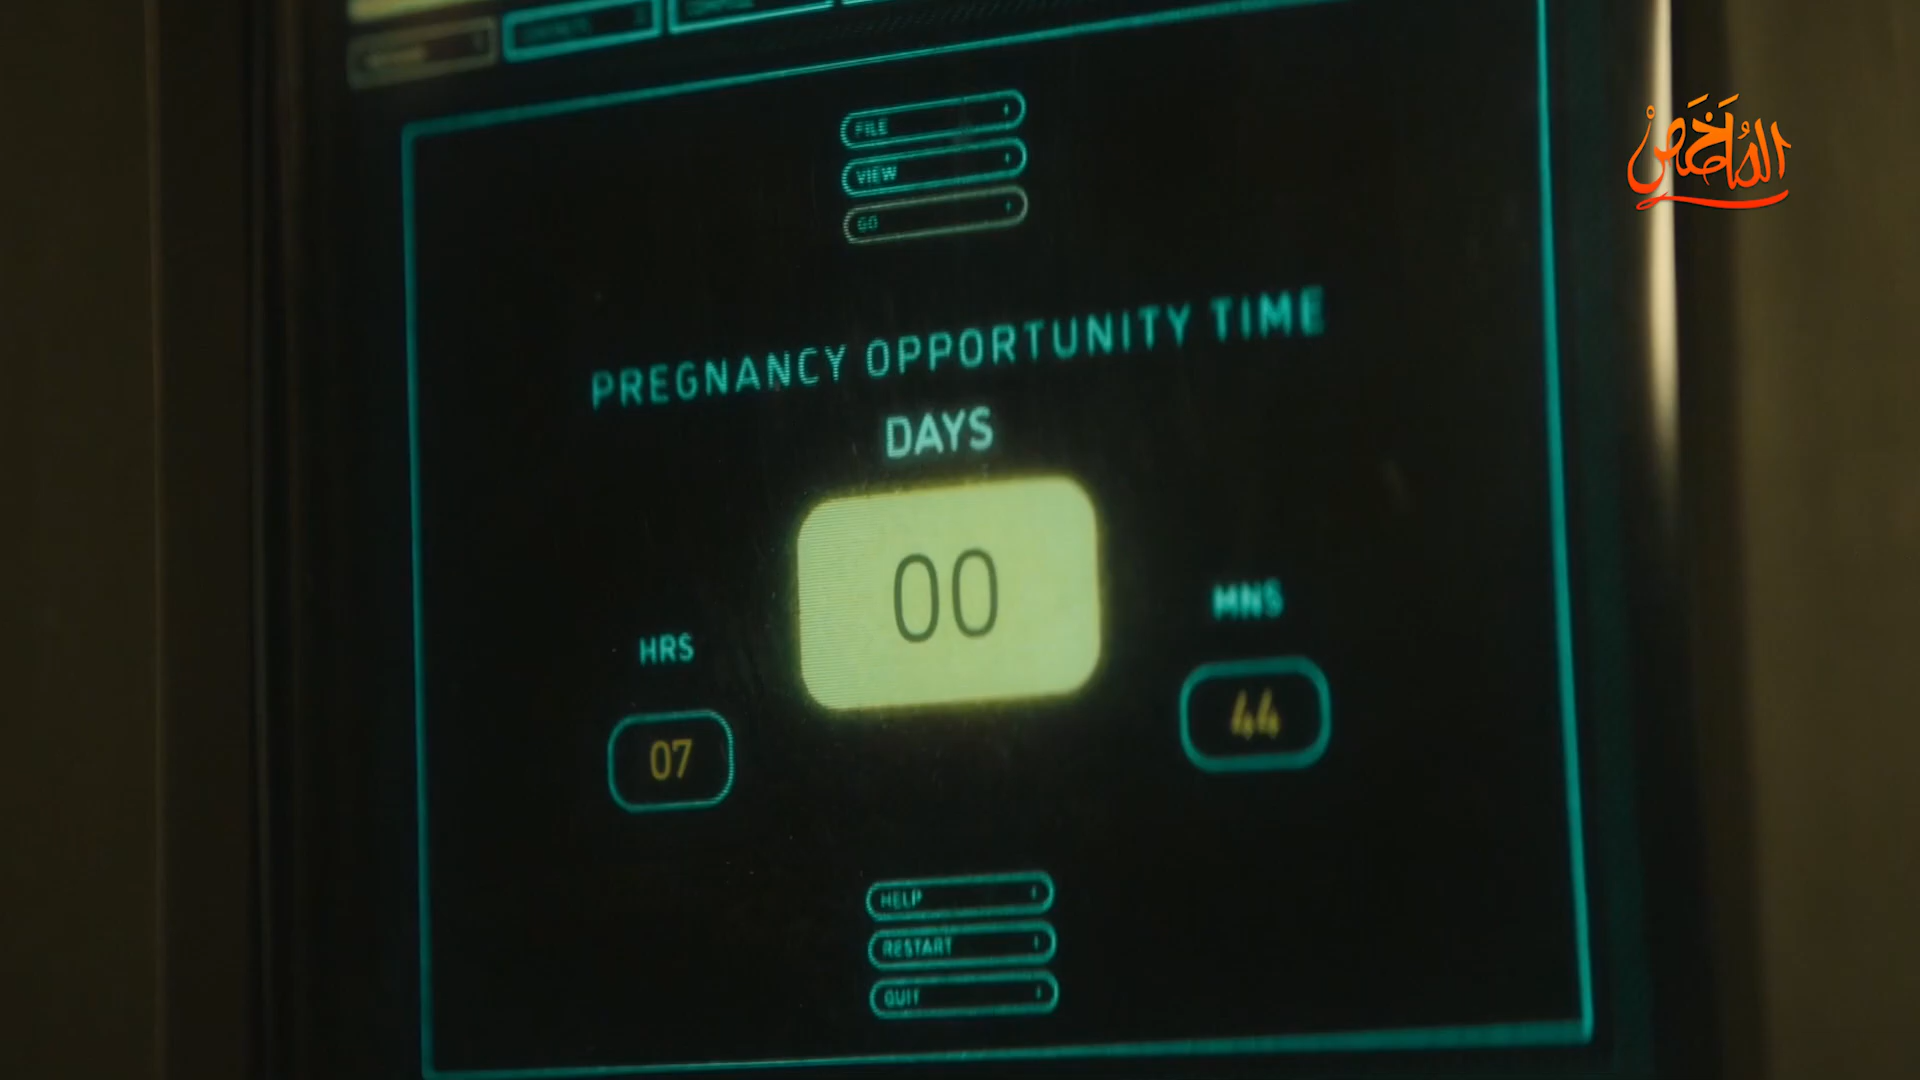 FILE
VIEW
GO
PREGNANCY OPPORTUNITY TIME
DAYS
00
HRS
07
MNS
44
HELP
RESTART
QUIT
الملخص